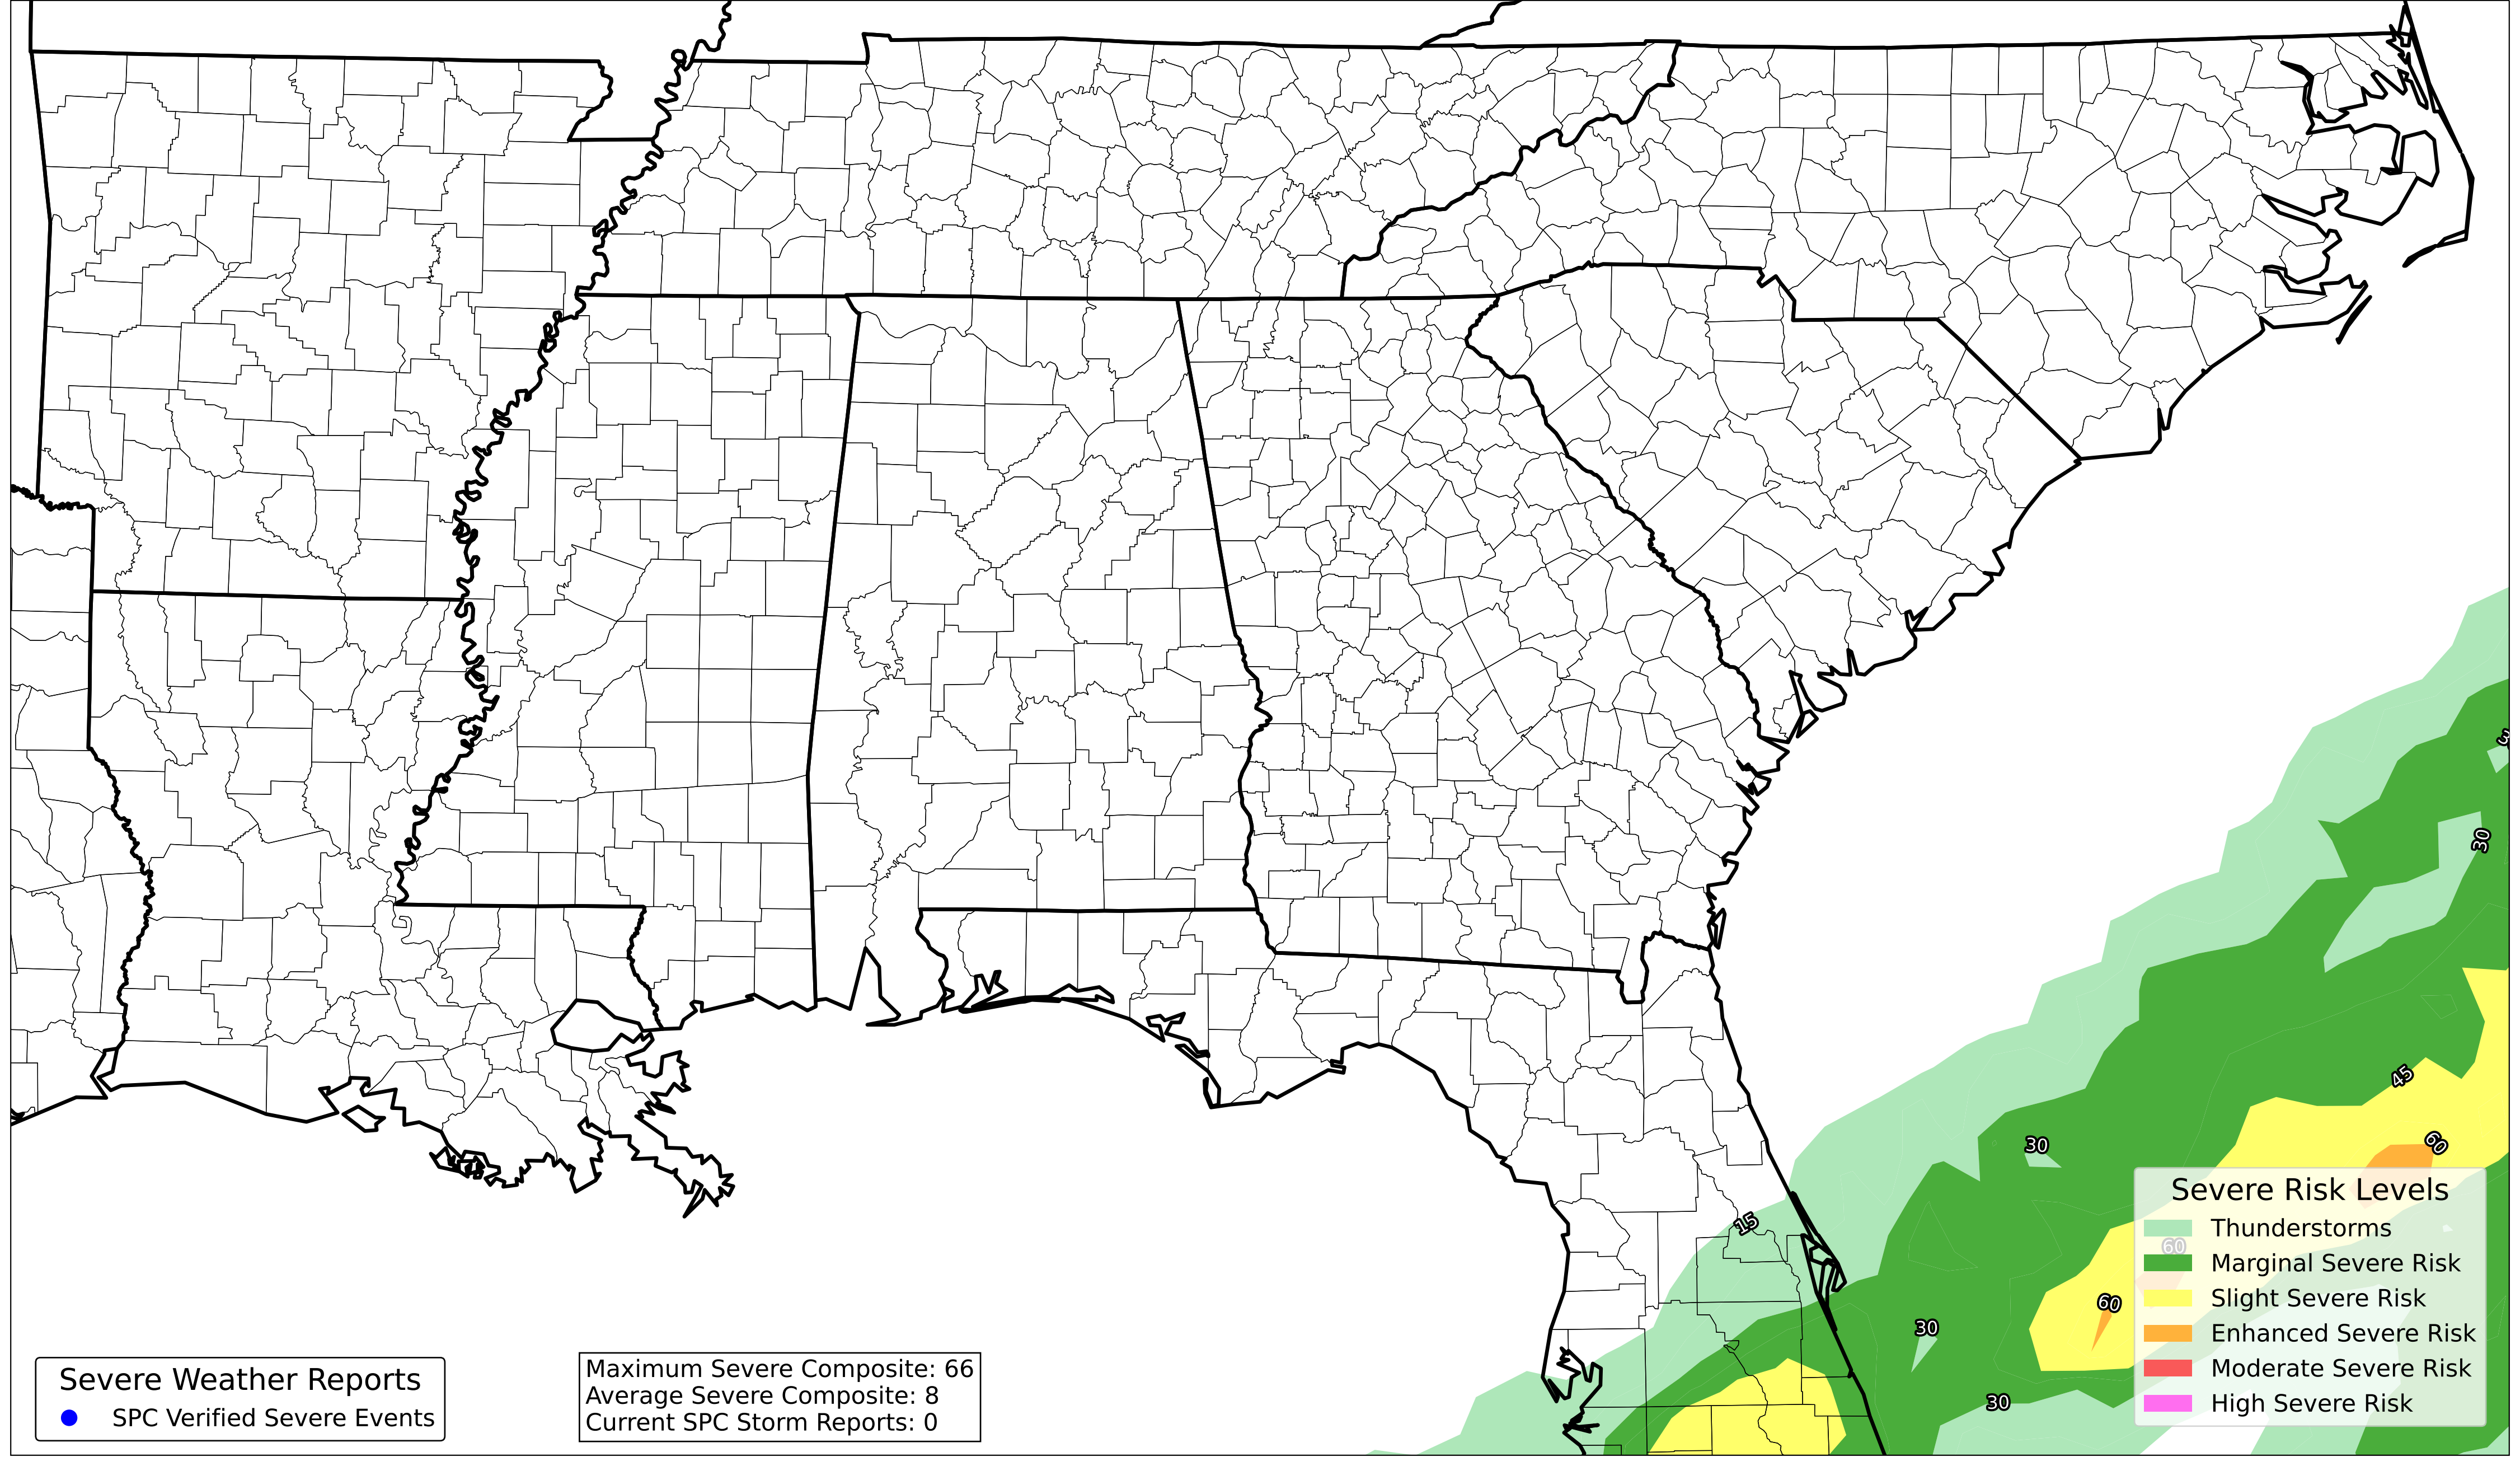 30
45
60
30
15
Severe Risk Levels
Thunderstorms
60
Marginal Severe Risk
Slight Severe Risk
60
30
Enhanced Severe Risk
Moderate Severe Risk
30
High Severe Risk
Severe Weather Reports
SPC Verified Severe Events
Maximum Severe Composite: 66
Average Severe Composite: 8
Current SPC Storm Reports: 0